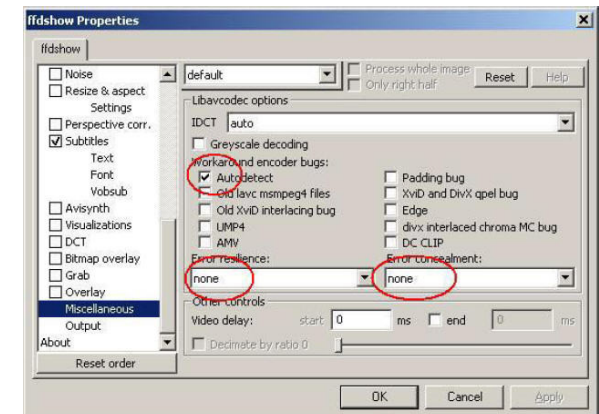 ffdshow Properties
ffdshow
Noise
Resize & aspect
Settings
Perspective corr.
Subtitles
Text
Font
Vobsub
Avisynth
Visualizations
DCT
Bitmap overlay
Grab
Overlay
Miscellaneous
Output
About
Reset order
default
Process whole image
Only right half
Reset
Help
Libavcodec options
IDCT auto
Greyscale decoding
Workaround encoder bugs:
Autodetect
Old lavc msmpeg4 files
Old XviD interlacing bug
UMP4
AMV
Padding bug
XviD and DivX qpel bug
Edge
divx interlaced chroma MC bug
DC CLIP
Error resilience:
none
Error concealment:
none
Other controls
Video delay: start 0 ms end 0 ms
Decimate by ratio 0
OK Cancel Apply